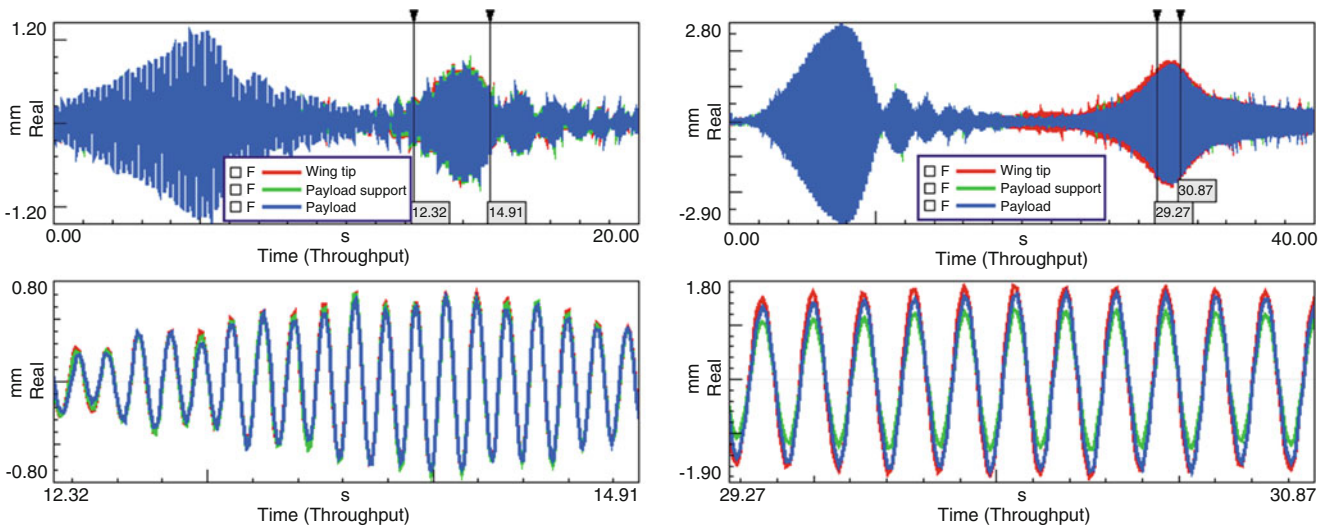 1.20
mm
Real
-1.20
0.00
s
20.00
Time (Throughput)
F Wing tip
F Payload support
F Payload
12.32
14.91
2.80
mm
Real
-2.90
0.00
s
40.00
Time (Throughput)
F Wing tip
F Payload support
F Payload
30.87
29.27
0.80
mm
Real
-0.80
12.32
s
14.91
Time (Throughput)
1.80
mm
Real
-1.90
29.27
s
30.87
Time (Throughput)